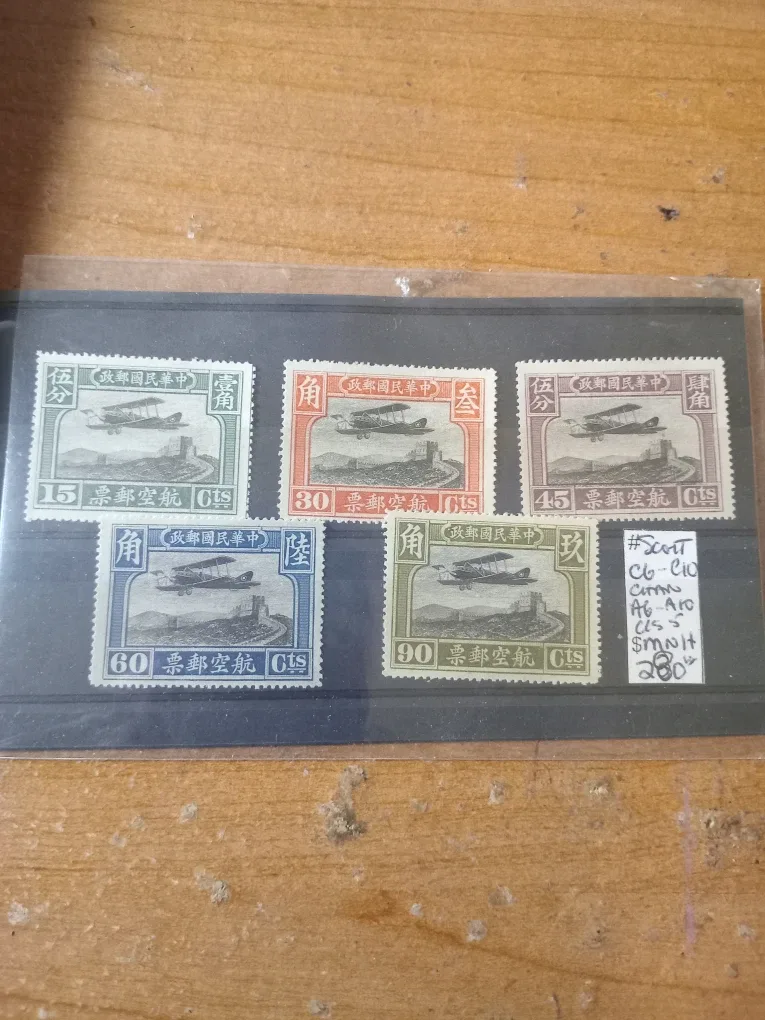 中華民國郵政
壹角
伍分
15 航空郵票 Cts
中華民國郵政
叁
角
30 航空郵票 Cts
中華民國郵政
肆角
伍分
45 航空郵票 Cts
中華民國郵政
陸
角
60 航空郵票 Cts
中華民國郵政
玖
角
90 航空郵票 Cts
#Scott
C6-C10
CHAN
A6-A10
$MNH